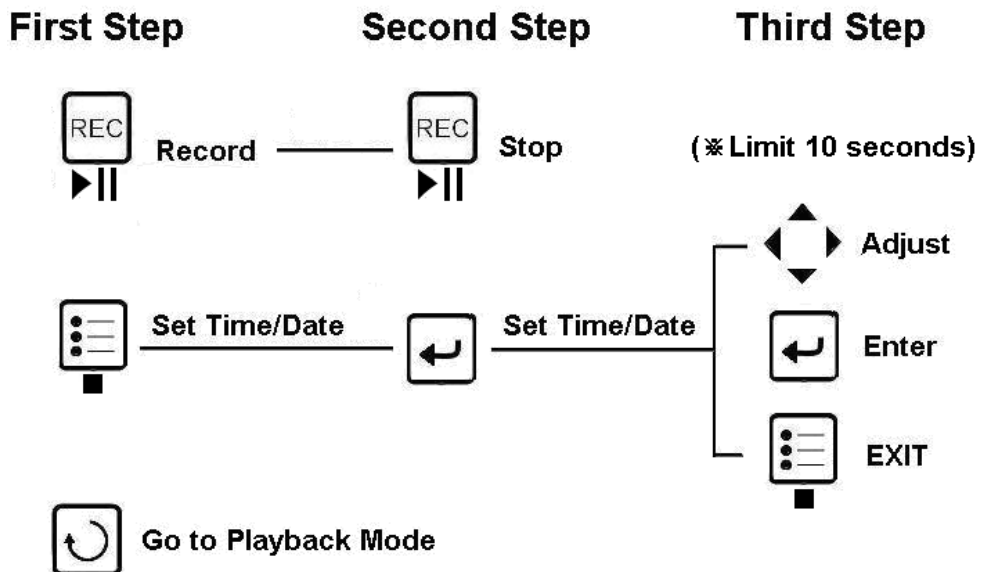 First Step Second Step Third Step
REC Record REC Stop (※Limit 10 seconds)
Adjust
Set Time/Date Set Time/Date Enter
EXIT
Go to Playback Mode